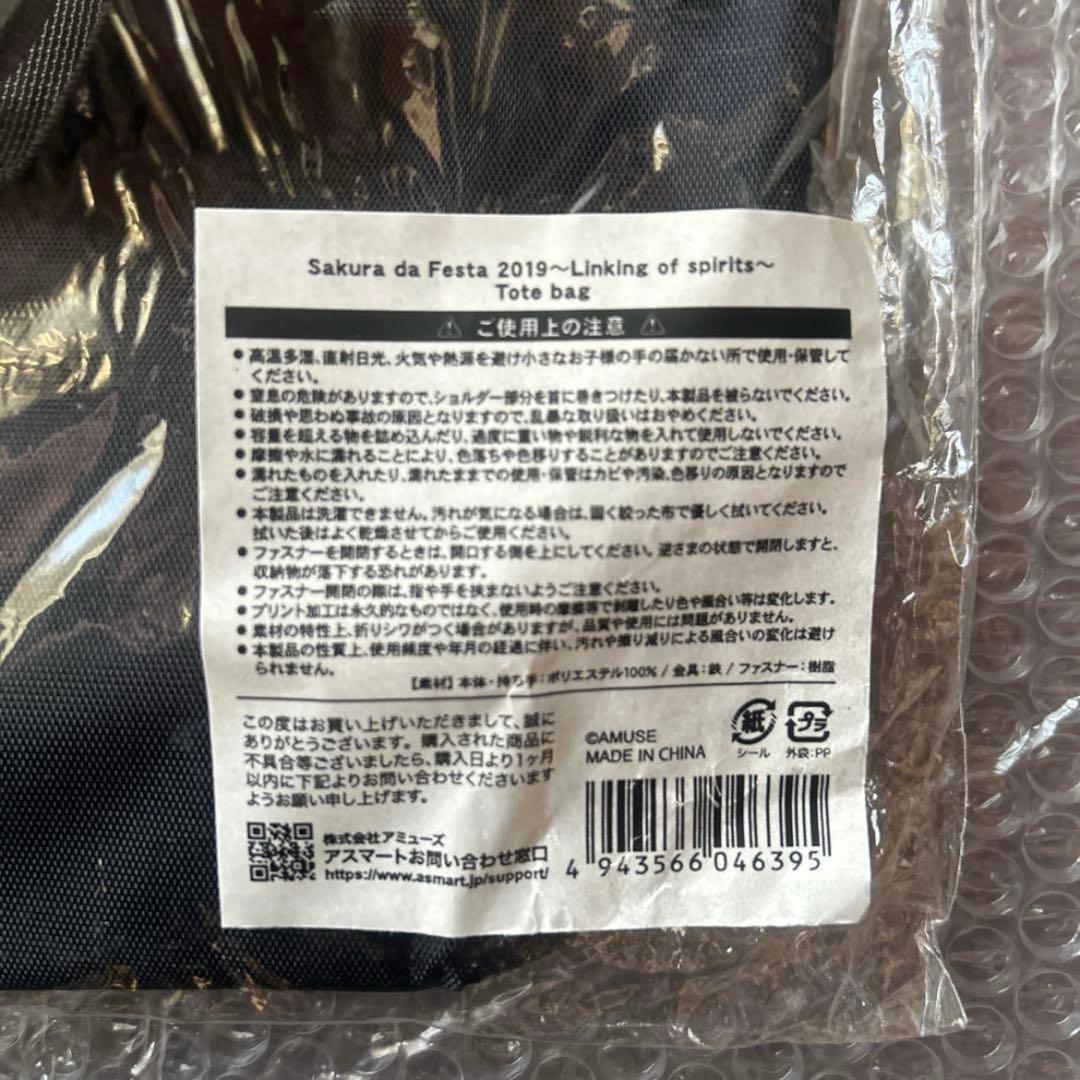 Sakura da Festa 2019～Linking of spirits～
Tote bag
ご使用上の注意
●高温多湿、直射日光、火気や熱源を避け小さなお子様の手の届かない所で使用・保管して
ください。
●窒息の危険がありますので、ショルダー部分を首に巻きつけたり、本製品を被らないでください。
●破損や思わぬ事故の原因となりますので、乱暴な取り扱いはおやめください。
●容量を超える物を詰め込んだり、過度に重い物や鋭利な物を入れて使用しないでください。
●摩擦や水に濡れることにより、色落ちや色移りすることがありますのでご注意ください。
●濡れたものを入れたり、濡れたままでの使用・保管はカビや汚染、色移りの原因となりますので
ご注意ください。
●本製品は洗濯できません。汚れが気になる場合は、固く絞った布で優しく拭いてください。
拭いた後はよく乾燥させてからご使用ください。
●ファスナーを開閉するときは、開口する側を上にしてください。逆さまの状態で開閉しますと、
収納物が落下する恐れがあります。
●ファスナー開閉の際は、指や手を挟まないようご注意ください。
●プリント加工は永久的なものではなく、使用時の摩擦等で剥離したり色や風合い等は変化します。
●素材の特性上、折りシワがつく場合がありますが、品質や使用には問題がありません。
●本製品の性質上、使用頻度や年月の経過に伴い、汚れや擦り減りによる風合いの変化は避け
られません。
【素材】本体・持ち手：ポリエステル100% / 金具：鉄 / ファスナー：樹脂
この度はお買い上げいただきまして、誠に
ありがとうございます。購入された商品に
不具合等ございましたら、購入日より1ヶ月
以内に下記よりお問い合わせくださいます
ようお願い申し上げます。
株式会社アミューズ
アスマートお問い合わせ窓口
https://www.asmart.jp/support/
©AMUSE
MADE IN CHINA
紙
シール
プラ
外袋:PP
4 943566 046395